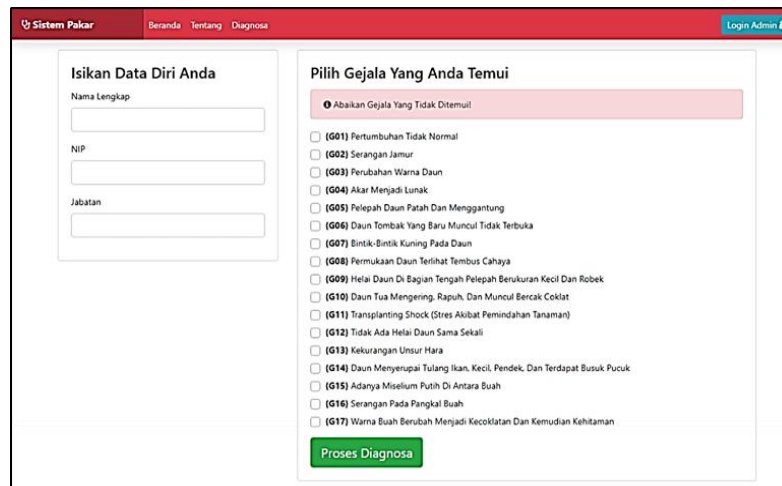 Sistem Pakar Beranda Tentang Diagnosa Login Admin
Isikan Data Diri Anda
Nama Lengkap
NIP
Jabatan
Pilih Gejala Yang Anda Temui
Abaikan Gejala Yang Tidak Ditemui!
(G01) Pertumbuhan Tidak Normal
(G02) Serangan Jamur
(G03) Perubahan Warna Daun
(G04) Akar Menjadi Lunak
(G05) Pelepah Daun Patah Dan Menggantung
(G06) Daun Tombak Yang Baru Muncul Tidak Terbuka
(G07) Bintik-Bintik Kuning Pada Daun
(G08) Permukaan Daun Terlihat Tembus Cahaya
(G09) Helai Daun Di Bagian Tengah Pelepah Berukuran Kecil Dan Robek
(G10) Daun Tua Mengering, Rapuh, Dan Muncul Bercak Coklat
(G11) Transplanting Shock (Stres Akibat Pemindahan Tanaman)
(G12) Tidak Ada Helai Daun Sama Sekali
(G13) Kekurangan Unsur Hara
(G14) Daun Menyerupai Tulang Ikan, Kecil, Pendek, Dan Terdapat Busuk Pucuk
(G15) Adanya Miselium Putih Di Antara Buah
(G16) Serangan Pada Pangkal Buah
(G17) Warna Buah Berubah Menjadi Kecoklatan Dan Kemudian Kehitaman
Proses Diagnosa